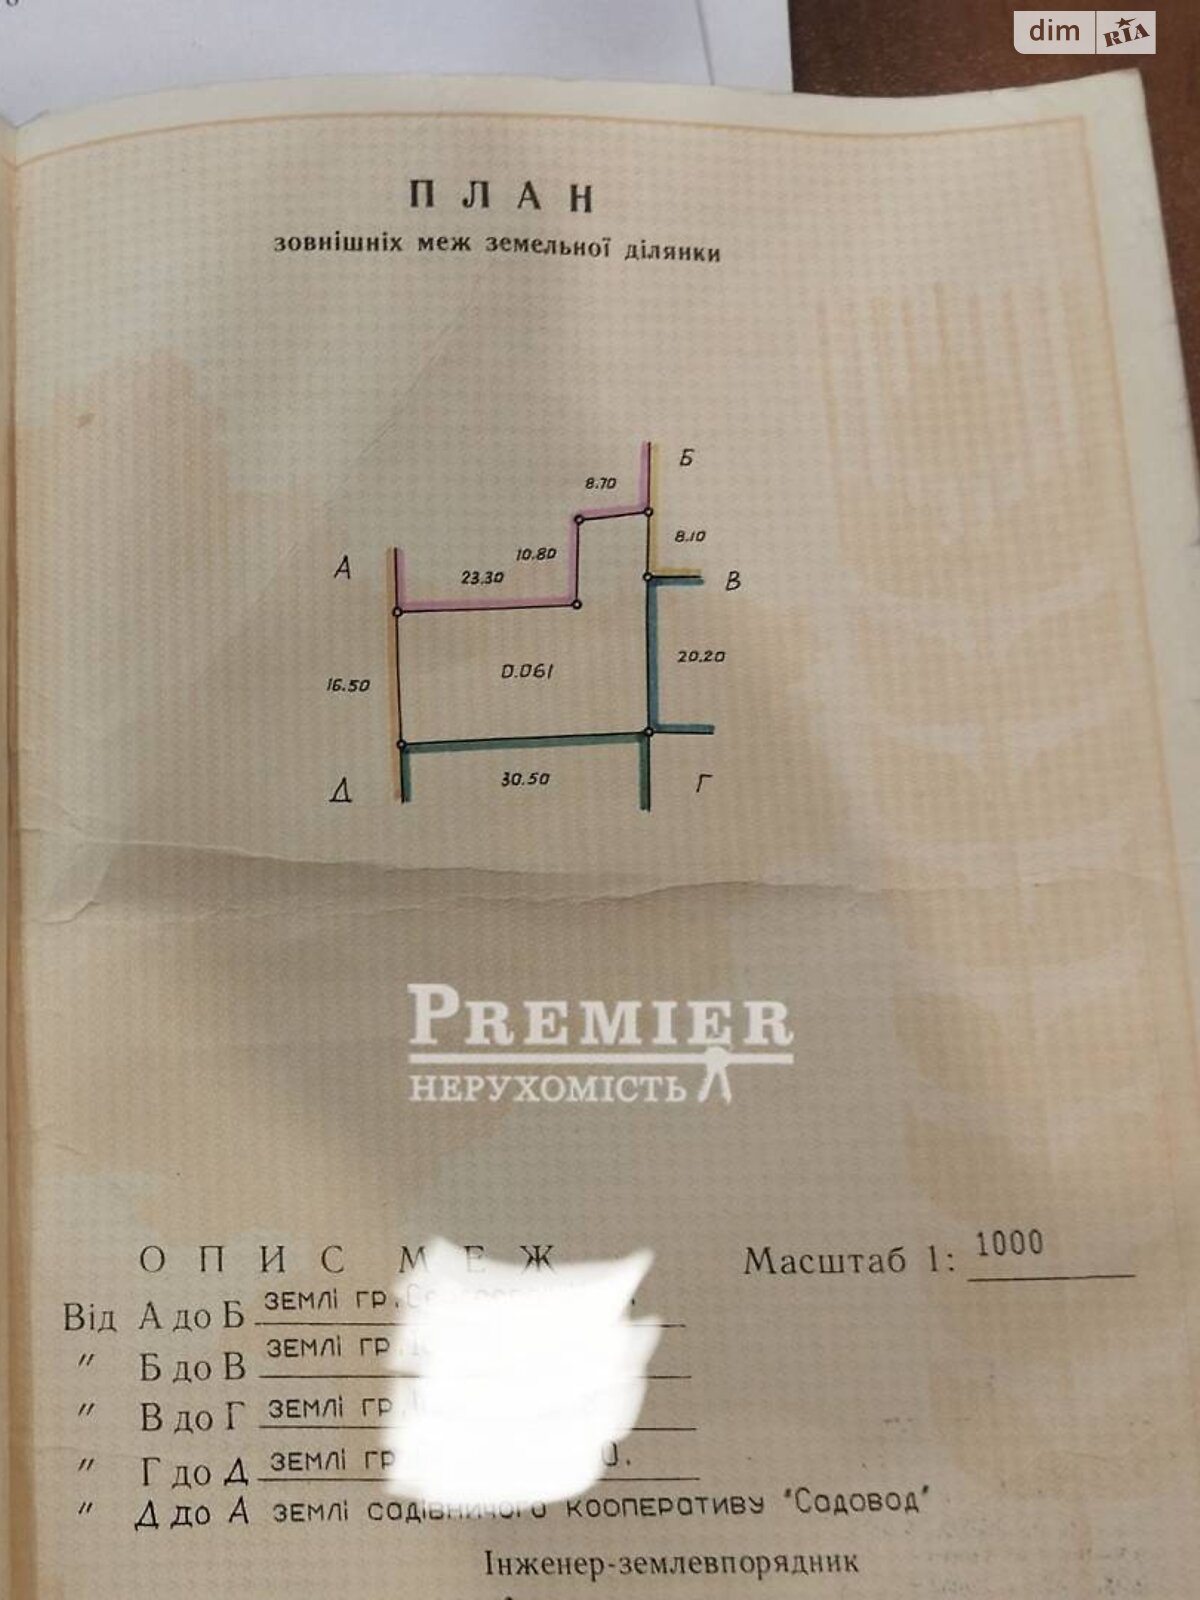 dim RIA
ПЛАН
зовнішніх меж земельної ділянки
Б
8.70
8.10
А
10.80
23.30
В
20.20
0.061
16.50
30.50
Д
Г
PREMIER
НЕРУХОМІСТЬ
ОПИС МЕЖ
Масштаб 1: 1000
Від А до Б ЗЕМЛІ ГР.
" Б до В ЗЕМЛІ ГР
" В до Г ЗЕМЛІ ГР.
" Г до Д ЗЕМЛІ ГР
" Д до А ЗЕМЛІ САДІВНИЧОГО КООПЕРАТИВУ "САДОВОД"
Інженер-землевпорядник